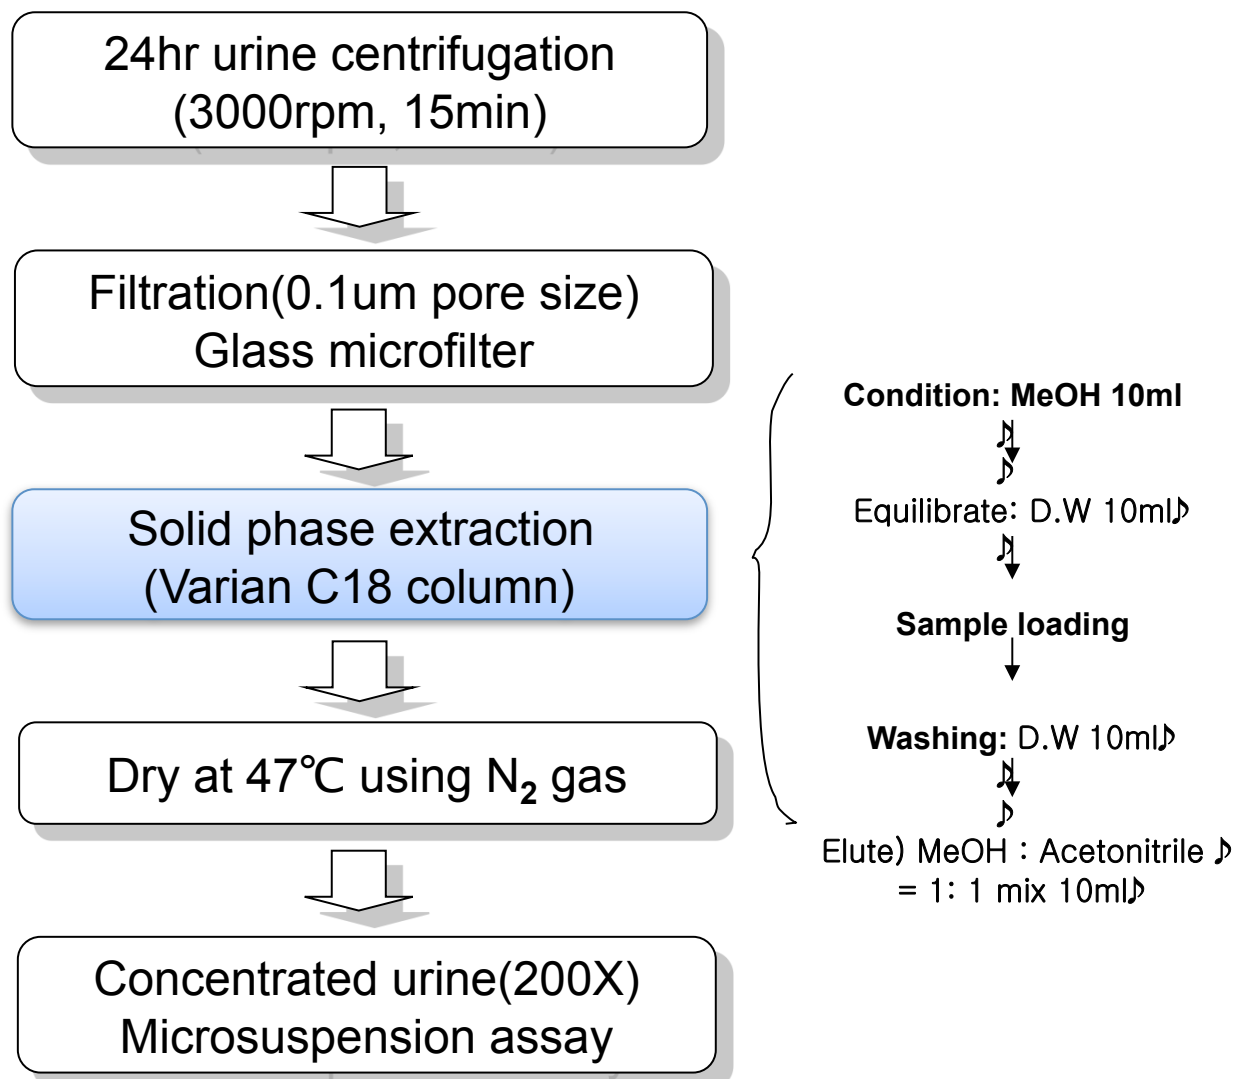 24hr urine centrifugation
(3000rpm, 15min)
Filtration(0.1um pore size)
Glass microfilter
Solid phase extraction
(Varian C18 column)
Dry at 47℃ using N₂ gas
Concentrated urine(200X)
Microsuspension assay
Condition: MeOH 10ml
♪
♪
Equilibrate: D.W 10ml♪
♪
Sample loading
Washing: D.W 10ml♪
♪
♪
Elute) MeOH : Acetonitrile ♪
= 1: 1 mix 10ml♪